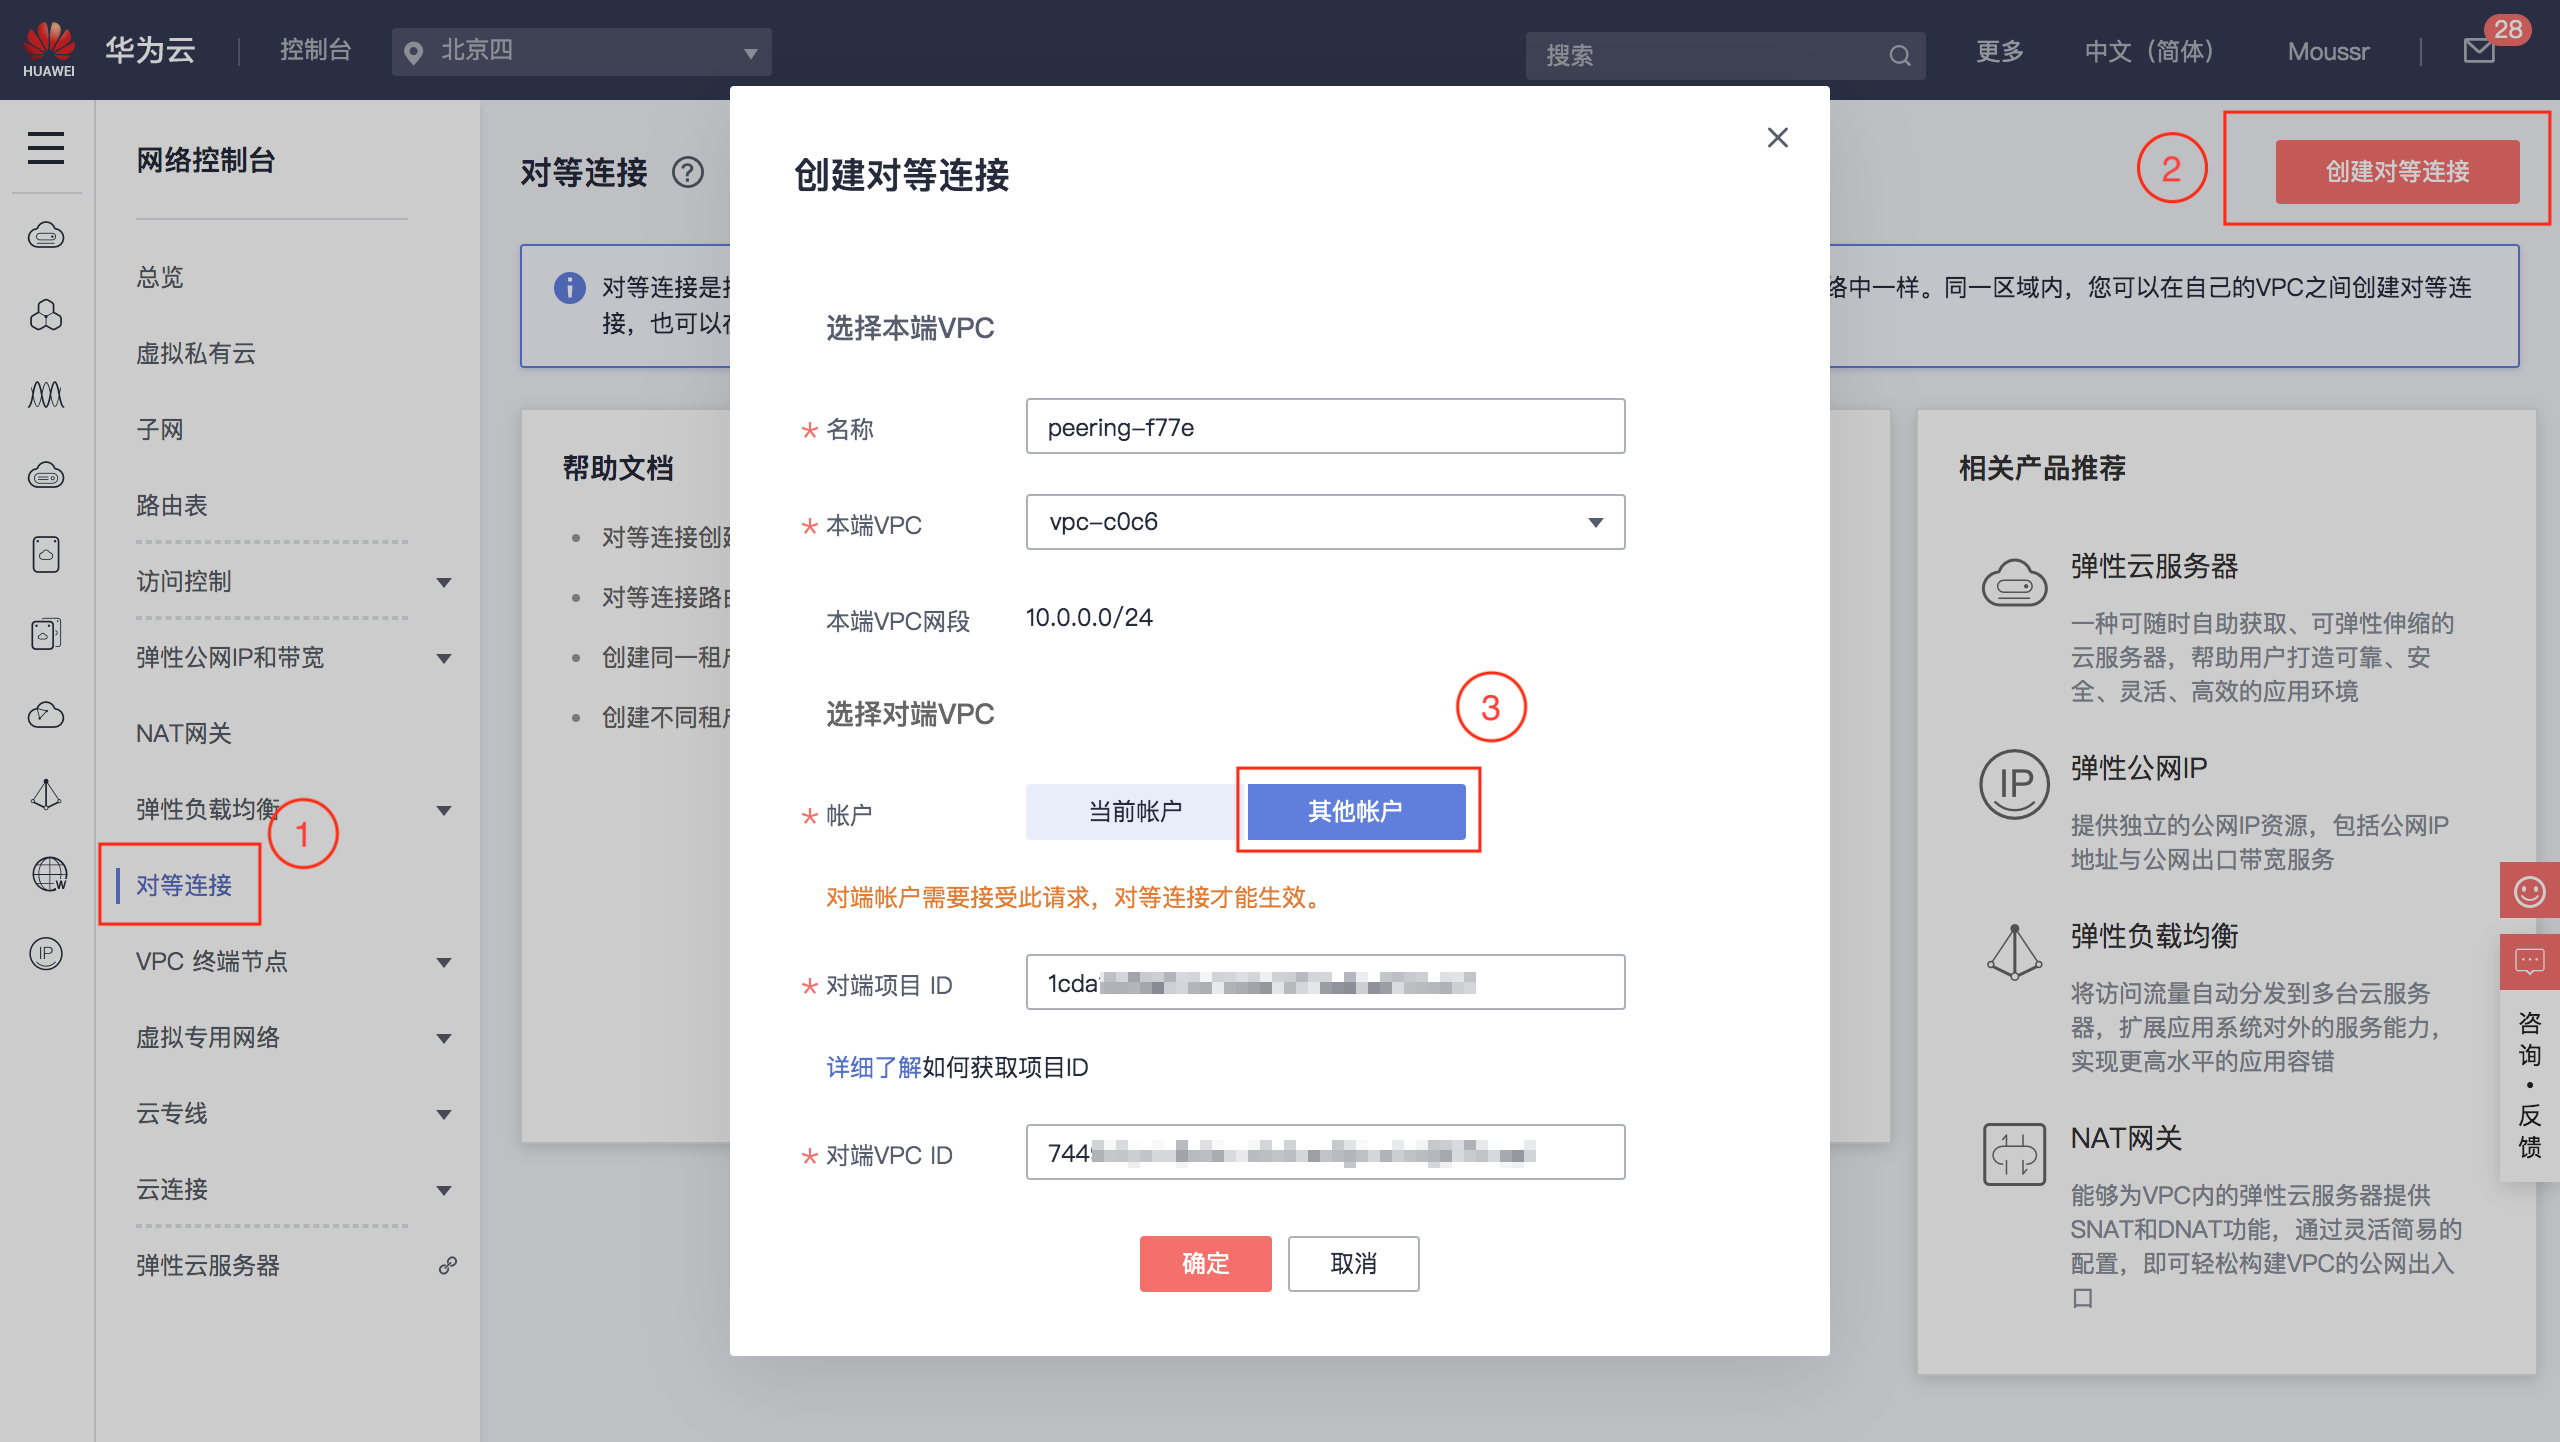 HUAWEI
华为云
控制台
北京四
搜索
更多
中文（简体）
Moussr
28
网络控制台
总览
虚拟私有云
子网
路由表
访问控制
弹性公网IP和带宽
NAT网关
弹性负载均衡
1
对等连接
VPC 终端节点
虚拟专用网络
云专线
云连接
弹性云服务器
W
IP
对等连接
?
2
创建对等连接
对等连接是
络中一样。同一区域内，您可以在自己的VPC之间创建对等连
接，也可以
帮助文档
对等连接创
对等连接路
创建同一租
创建不同租
创建对等连接
选择本端VPC
* 名称
peering-f77e
* 本端VPC
vpc-c0c6
本端VPC网段
10.0.0.0/24
选择对端VPC
3
* 帐户
当前帐户
其他帐户
对端帐户需要接受此请求，对等连接才能生效。
* 对端项目 ID
1cda
详细了解如何获取项目ID
* 对端VPC ID
744
确定
取消
相关产品推荐
弹性云服务器
一种可随时自助获取、可弹性伸缩的
云服务器，帮助用户打造可靠、安
全、灵活、高效的应用环境
IP
弹性公网IP
提供独立的公网IP资源，包括公网IP
地址与公网出口带宽服务
弹性负载均衡
将访问流量自动分发到多台云服务
器，扩展应用系统对外的服务能力，
实现更高水平的应用容错
NAT网关
能够为VPC内的弹性云服务器提供
SNAT和DNAT功能，通过灵活简易的
配置，即可轻松构建VPC的公网出入
口
咨询·反馈